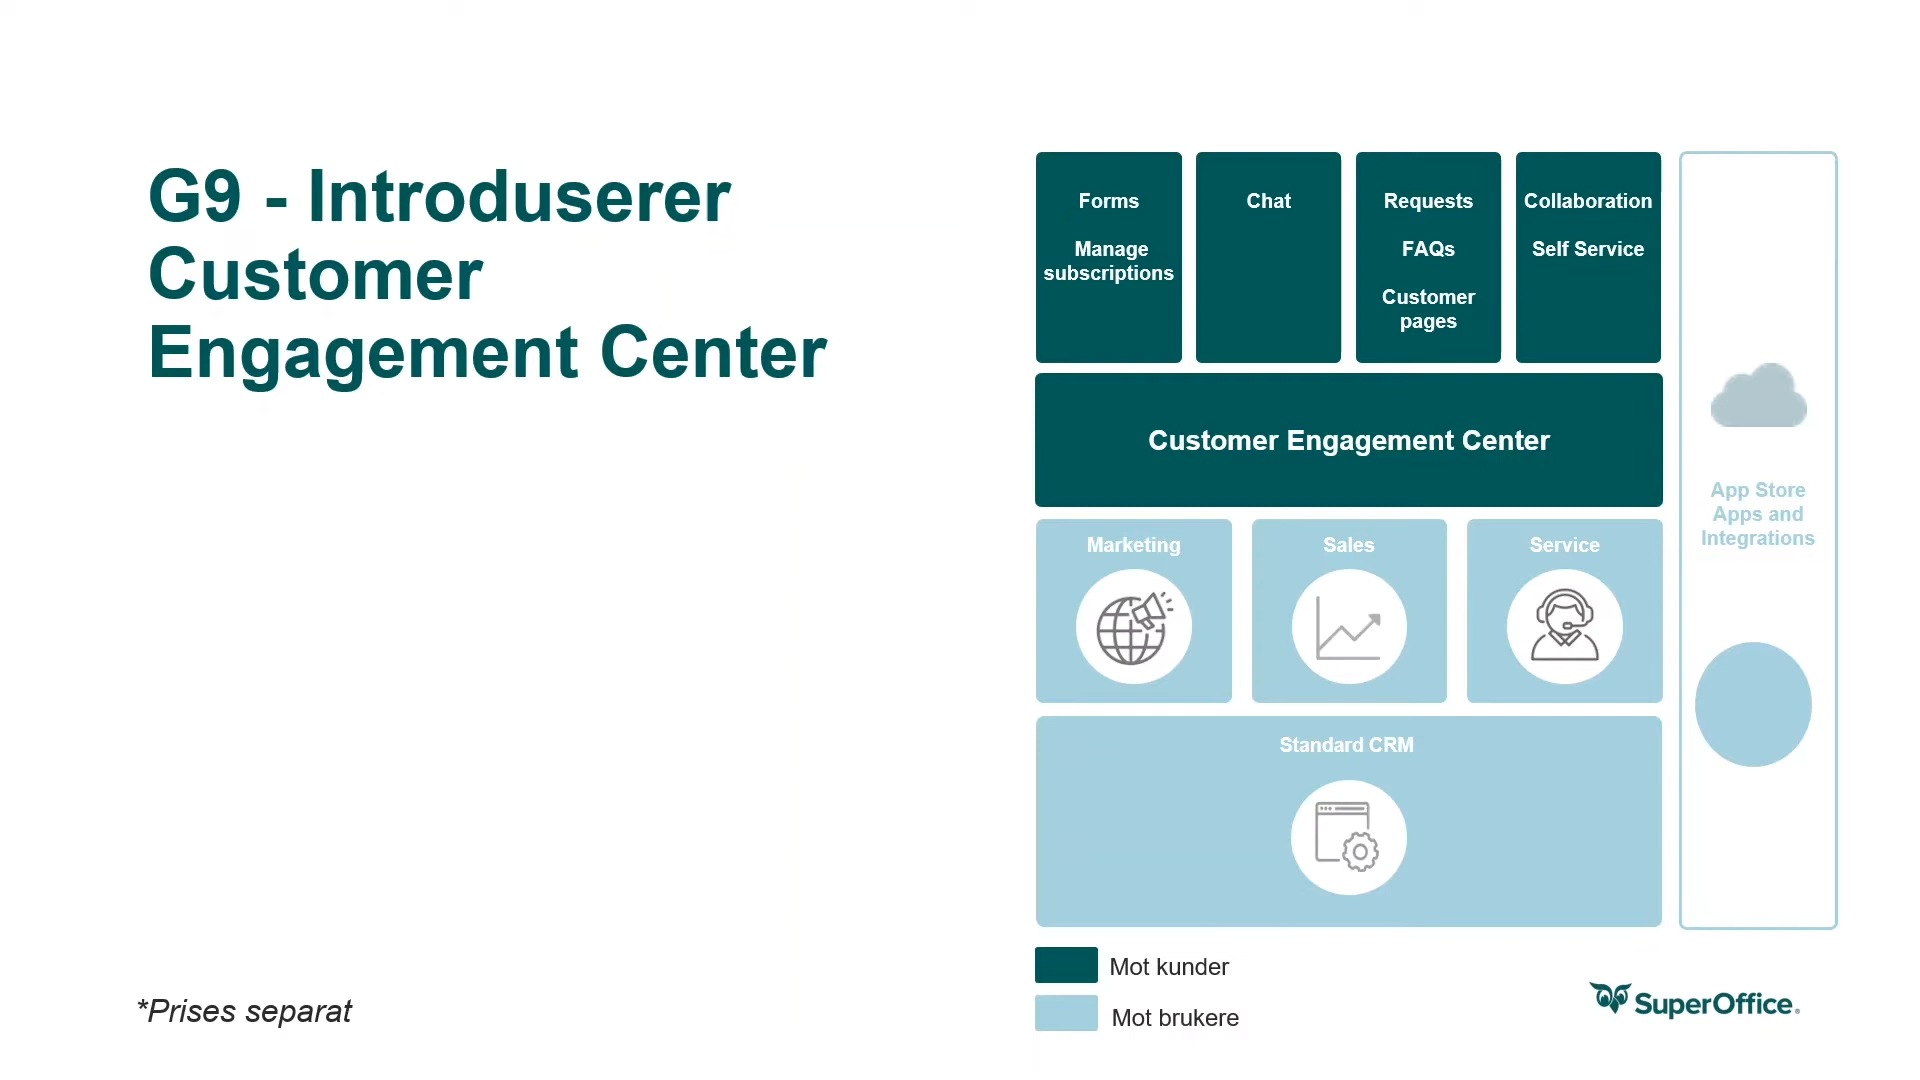 G9 - Introduserer
Customer
Engagement Center
Forms
Manage
subscriptions
Chat
Requests
FAQs
Customer
pages
Collaboration
Self Service
Customer Engagement Center
App Store
Apps and
Integrations
Marketing
Sales
Service
Standard CRM
Mot kunder
Mot brukere
*Prises separat
SuperOffice®